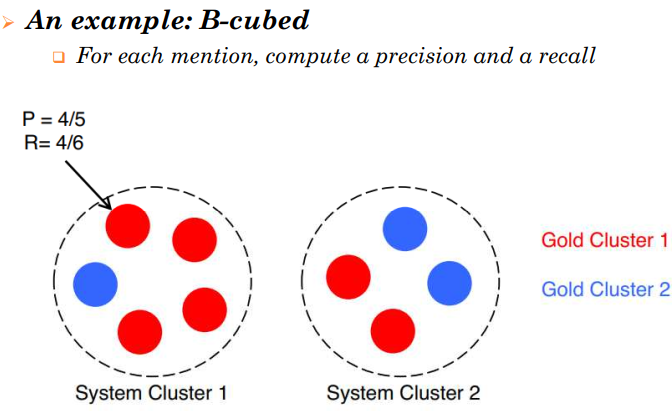 An example: B-cubed
For each mention, compute a precision and a recall
P = 4/5
R= 4/6
Gold Cluster 1
Gold Cluster 2
System Cluster 1
System Cluster 2